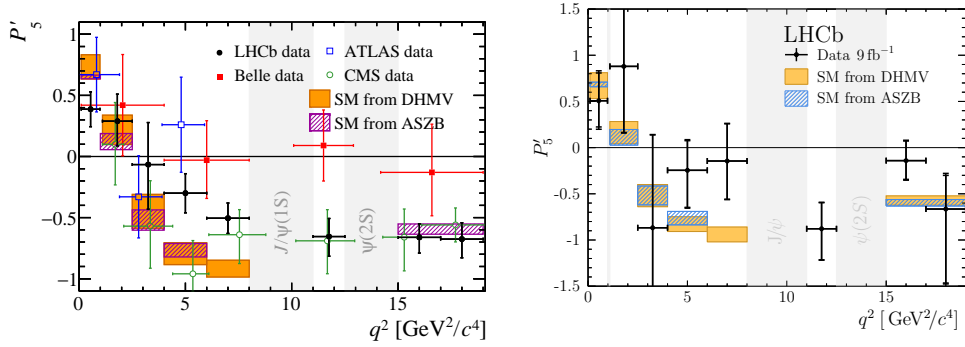 P′5
1
0.5
0
−0.5
−1
0
5
10
15
q² [GeV²/c⁴]
LHCb data
ATLAS data
Belle data
CMS data
SM from DHMV
SM from ASZB
J/ψ(1S)
ψ(2S)
P′5
1.5
1.0
0.5
0.0
-0.5
-1.0
-1.5
0
5
10
15
q² [GeV²/c⁴]
LHCb
Data 9 fb⁻¹
SM from DHMV
SM from ASZB
J/ψ
ψ(2S)